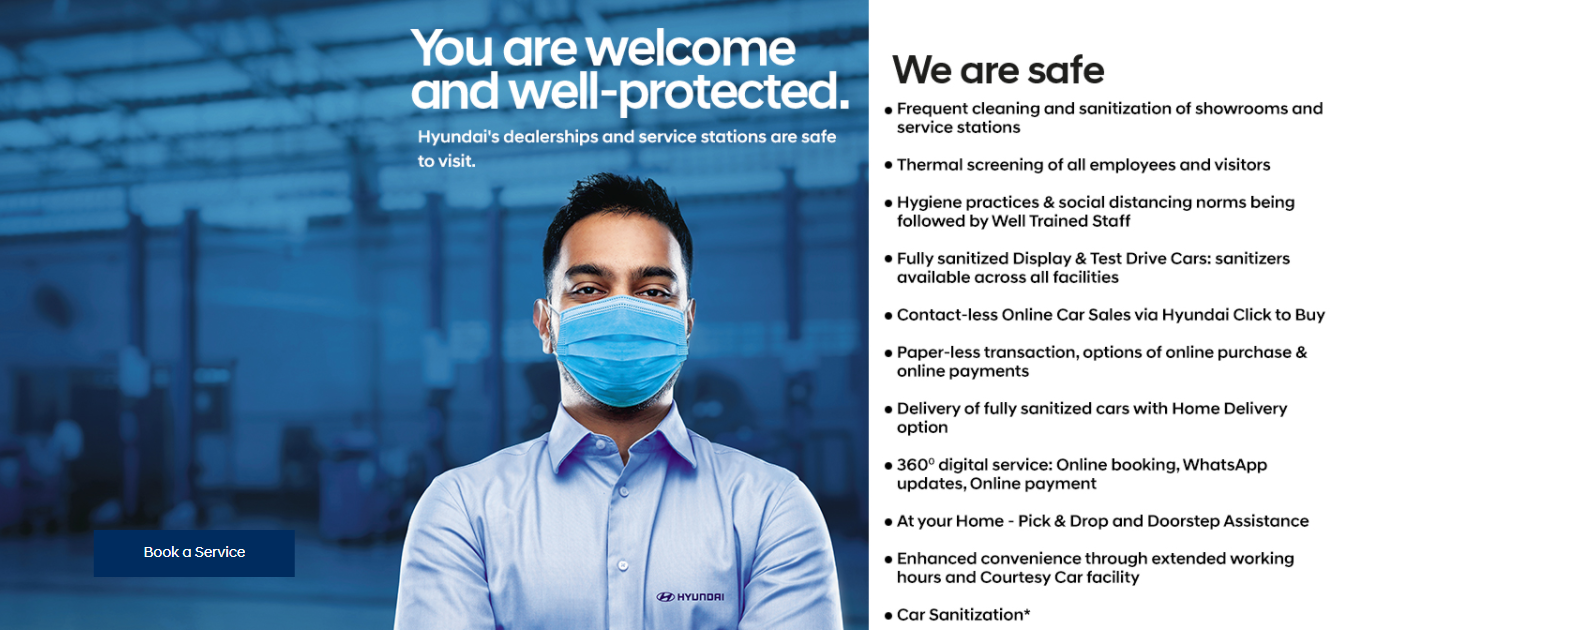 You are welcome
and well-protected.
Hyundai's dealerships and service stations are safe
to visit.
Book a Service
HYUNDAI
We are safe
● Frequent cleaning and sanitization of showrooms and
service stations
● Thermal screening of all employees and visitors
● Hygiene practices & social distancing norms being
followed by Well Trained Staff
● Fully sanitized Display & Test Drive Cars: sanitizers
available across all facilities
● Contact-less Online Car Sales via Hyundai Click to Buy
● Paper-less transaction, options of online purchase &
online payments
● Delivery of fully sanitized cars with Home Delivery
option
● 360⁰ digital service: Online booking, WhatsApp
updates, Online payment
● At your Home - Pick & Drop and Doorstep Assistance
● Enhanced convenience through extended working
hours and Courtesy Car facility
● Car Sanitization*